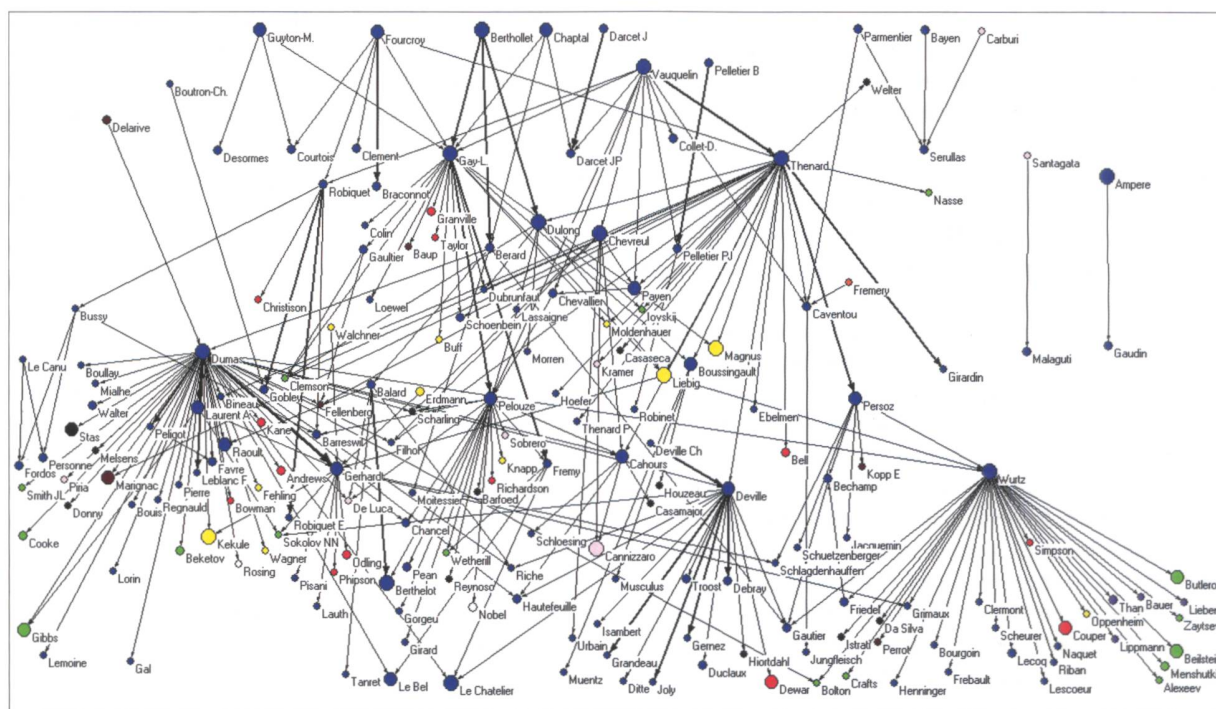 Guyton-M.
Fourcroy
Berthollet
Chaptal
Darcet J
Parmentier
Bayen
Carburi
Vauquelin
Pelletier B
Boutron-Ch.
Welter
Delarive
Desormes
Courtois
Clement
Gay-L.
Darcet JP
Collet-D.
Thenard
Serullas
Santagata
Ampere
Robiquet
Braconnot
Nasse
Granville
Colin
Taylor
Dulong
Chevreul
Baup
Gaultier
Berard
Pelletier PJ
Fremery
Christison
Loewel
Dubrunfaut
Chevallier
Payen
Bussy
Schoenbein
Lassaigne
Iovskij
Caventou
Walchner
Moldenhauer
Buff
Morren
Casaseca
Magnus
Malaguti
Gaudin
Le Canu
Dumas
Kramer
Boussingault
Boullay
Liebig
Girardin
Mialhe
Clemson
Balard
Bineau
Gobley
Erdmann
Pelouze
Hoefer
Walter
Laurent A
Fellenberg
Scharling
Robinet
Ebelmen
Persoz
Stas
Peligot
Kane
Thenard P
Barreswil
Filhol
Sobrero
Deville Ch
Melsens
Raoult
Knapp
Fremy
Cahours
Bell
Kopp E
Fordos
Personne
Favre
Andrews
Gerhardt
Wurtz
Piria
Marignac
Leblanc F
Richardson
Bechamp
Smith JL
Pierre
Fehling
Moitessier
Barfoed
Houzeau
Deville
Donny
Bouis
Regnault
Bowman
De Luca
Casamajor
Robiquet E
Chancel
Schloesing
Jacquemin
Cooke
Kekule
Sokolov NN
Cannizzaro
Schuetzenberger
Simpson
Beketov
Wagner
Odling
Wetherill
Schlagdenhauffen
Rosing
Phipson
Pean
Riche
Lorin
Pisani
Berthelot
Reynoso
Musculus
Troost
Debray
Butlero
Lauth
Gorgeu
Nobel
Hautefeuille
Friedel
Grimaux
Clermont
Than
Bauer
Lieben
Gibbs
Girard
Urbain
Isambert
Gautier
Istrati
Da Silva
Oppenheim
Zaytsev
Lemoine
Gernez
Perrot
Scheurer
Couper
Lippmann
Gal
Grandeau
Hiortdahl
Jungfleisch
Bourgoin
Lecoq
Naquet
Beilstein
Tanret
Le Bel
Le Chatelier
Muentz
Duclaux
Frebault
Riban
Menshutki
Ditte
Joly
Dewar
Bolton
Crafts
Henninger
Lescoeur
Alexeev